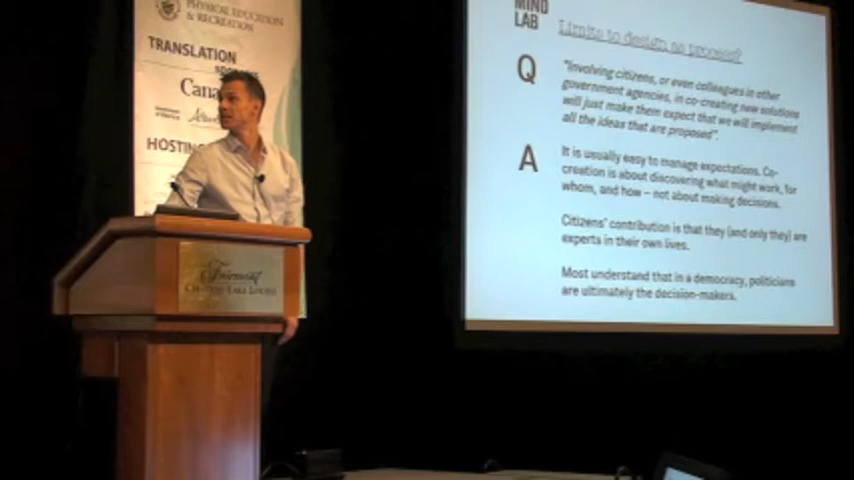 PHYSICAL EDUCATION
& RECREATION
TRANSLATION
HOSTING
Fairmont
MIND
LAB
Limits to design as process?
Q
"Involving citizens, or even colleagues in other
government agencies, in co-creating new solutions
will just make them expect that we will implement
all the ideas that are proposed".
A
It is usually easy to manage expectations. Co-
creation is about discovering what might work, for
whom, and how – not about making decisions.
Citizens' contribution is that they (and only they) are
experts in their own lives.
Most understand that in a democracy, politicians
are ultimately the decision-makers.